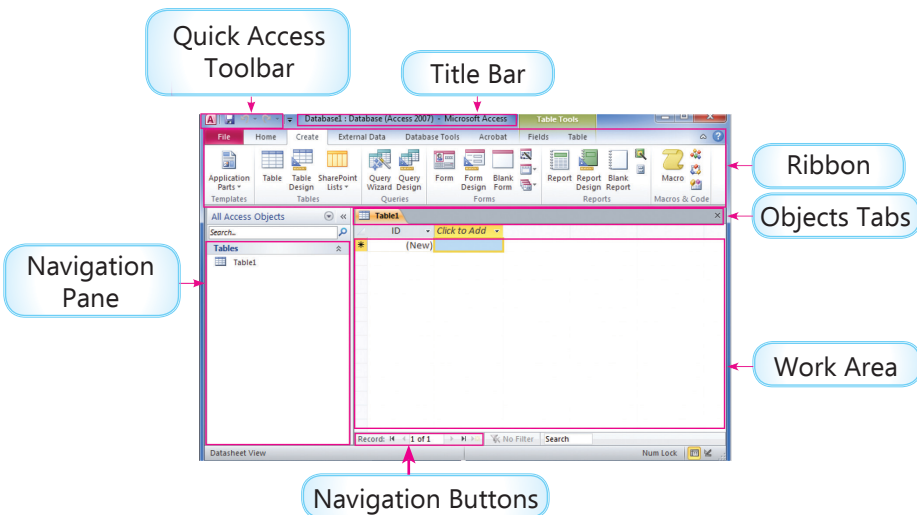 Quick Access
Toolbar
Title Bar
Database1 : Database (Access 2007) - Microsoft Access
Table Tools
File Home Create External Data Database Tools Acrobat Fields Table
Application
Parts
Table
Table
Design
SharePoint
Lists
Query
Wizard
Query
Design
Form
Form
Design
Blank
Form
Report
Report
Design
Blank
Report
Macro
Templates Tables Queries Forms Reports Macros & Code
Ribbon
Objects Tabs
All Access Objects
Search...
Tables
Table1
Table1
ID Click to Add
(New)
Navigation
Pane
Work Area
Record: 1 of 1 No Filter Search
Datasheet View Num Lock
Navigation Buttons